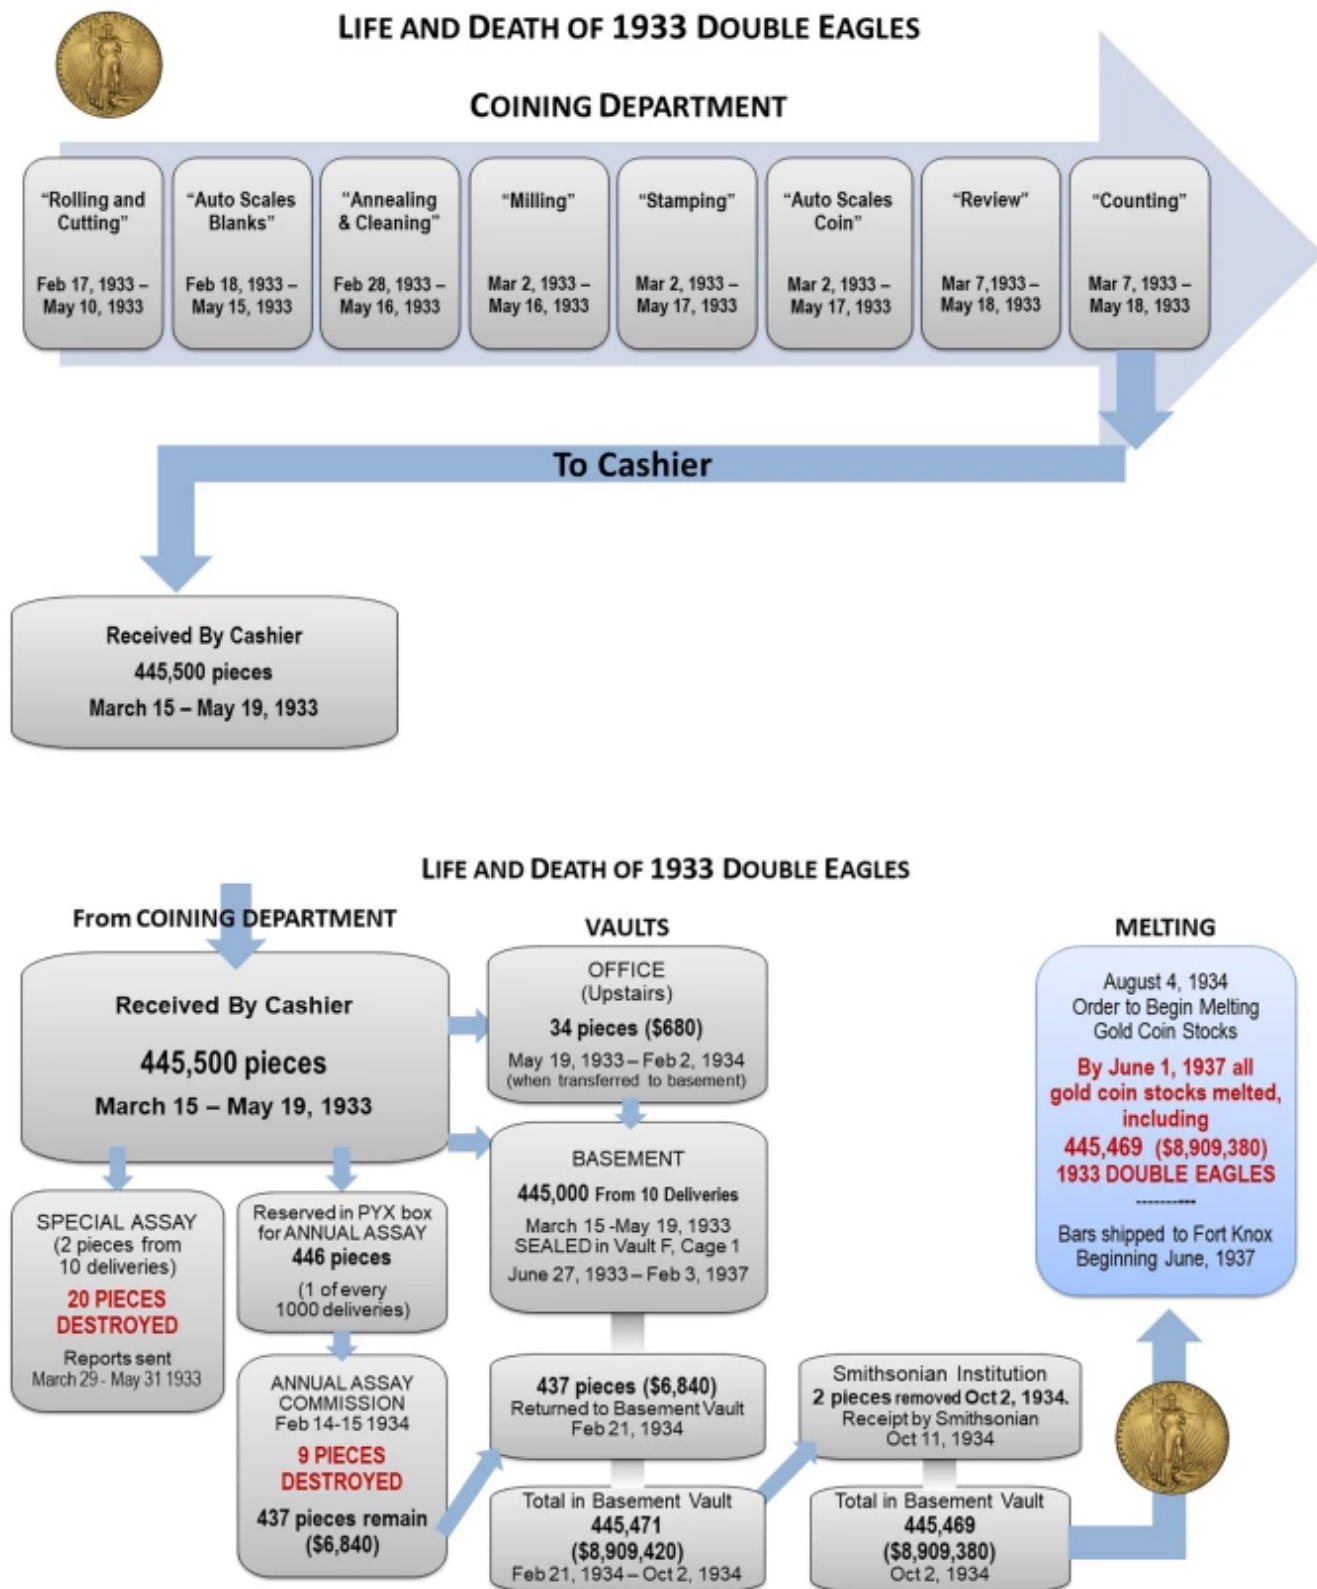 LIFE AND DEATH OF 1933 DOUBLE EAGLES
COINING DEPARTMENT
“Rolling and
Cutting”
Feb 17, 1933 –
May 10, 1933
“Auto Scales
Blanks”
Feb 18, 1933 –
May 15, 1933
“Annealing
& Cleaning”
Feb 28, 1933 –
May 16, 1933
“Milling”
Mar 2, 1933 –
May 16, 1933
“Stamping”
Mar 2, 1933 –
May 17, 1933
“Auto Scales
Coin”
Mar 2, 1933 –
May 17, 1933
“Review”
Mar 7,1933 –
May 18, 1933
“Counting”
Mar 7, 1933 –
May 18, 1933
To Cashier
Received By Cashier
445,500 pieces
March 15 – May 19, 1933
LIFE AND DEATH OF 1933 DOUBLE EAGLES
From COINING DEPARTMENT
Received By Cashier
445,500 pieces
March 15 – May 19, 1933
SPECIAL ASSAY
(2 pieces from
10 deliveries)
20 PIECES
DESTROYED
Reports sent
March 29 - May 31 1933
Reserved in PYX box
for ANNUAL ASSAY
446 pieces
(1 of every
1000 deliveries)
ANNUAL ASSAY
COMMISSION
Feb 14-15 1934
9 PIECES
DESTROYED
437 pieces remain
($6,840)
VAULTS
OFFICE
(Upstairs)
34 pieces ($680)
May 19, 1933 – Feb 2, 1934
(when transferred to basement)
BASEMENT
445,000 From 10 Deliveries
March 15 -May 19, 1933
SEALED in Vault F, Cage 1
June 27, 1933 – Feb 3, 1937
437 pieces ($6,840)
Returned to Basement Vault
Feb 21, 1934
Total in Basement Vault
445,471
($8,909,420)
Feb 21, 1934 – Oct 2, 1934
Smithsonian Institution
2 pieces removed Oct 2, 1934.
Receipt by Smithsonian
Oct 11, 1934
Total in Basement Vault
445,469
($8,909,380)
Oct 2, 1934
MELTING
August 4, 1934
Order to Begin Melting
Gold Coin Stocks
By June 1, 1937 all
gold coin stocks melted,
including
445,469 ($8,909,380)
1933 DOUBLE EAGLES
----------
Bars shipped to Fort Knox
Beginning June, 1937